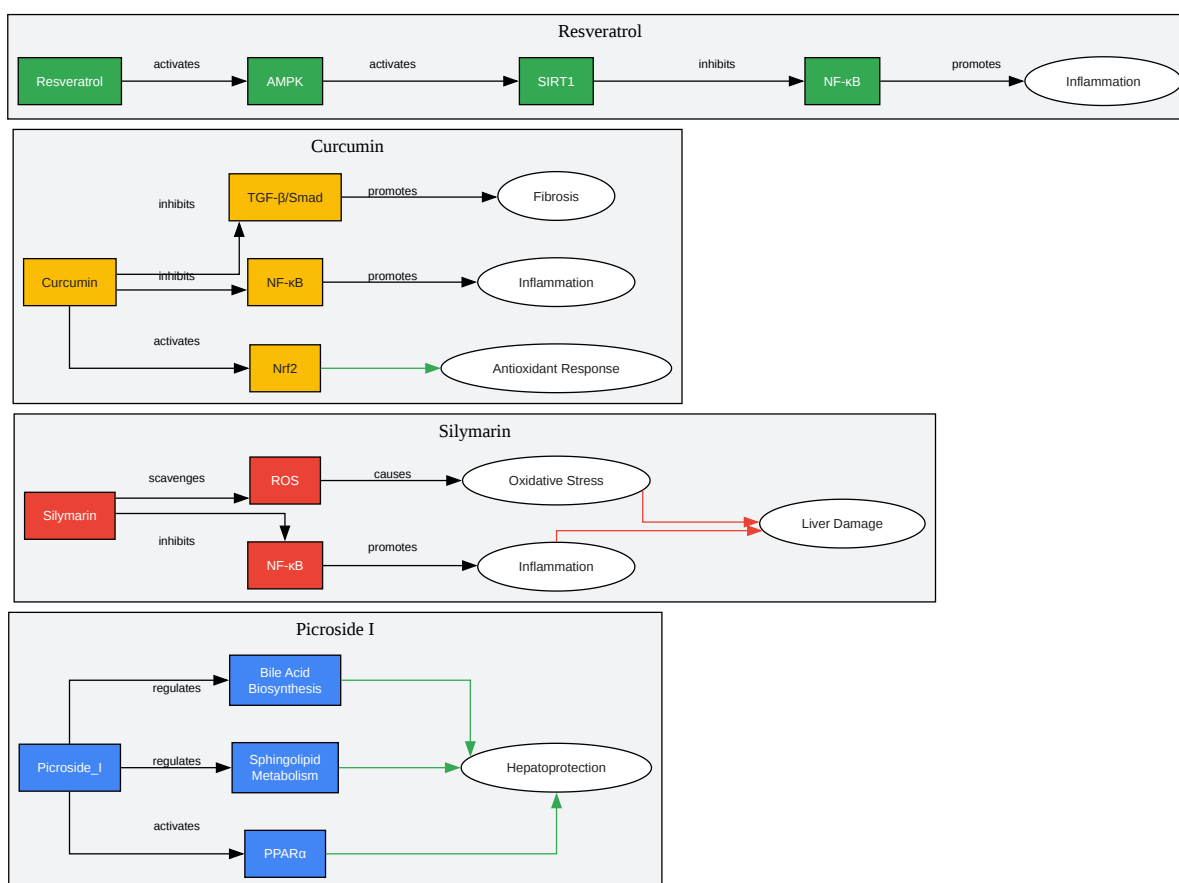 Resveratrol
activates
activates
inhibits
promotes
Resveratrol
AMPK
SIRT1
NF-κB
Inflammation
Curcumin
TGF-β/Smad
promotes
Fibrosis
inhibits
Curcumin
inhibits
NF-κB
promotes
Inflammation
activates
Nrf2
Antioxidant Response
Silymarin
scavenges
ROS
causes
Oxidative Stress
Silymarin
Liver Damage
inhibits
NF-κB
promotes
Inflammation
Picroside I
regulates
Bile Acid
Biosynthesis
Picroside_I
regulates
Sphingolipid
Metabolism
Hepatoprotection
activates
PPARα